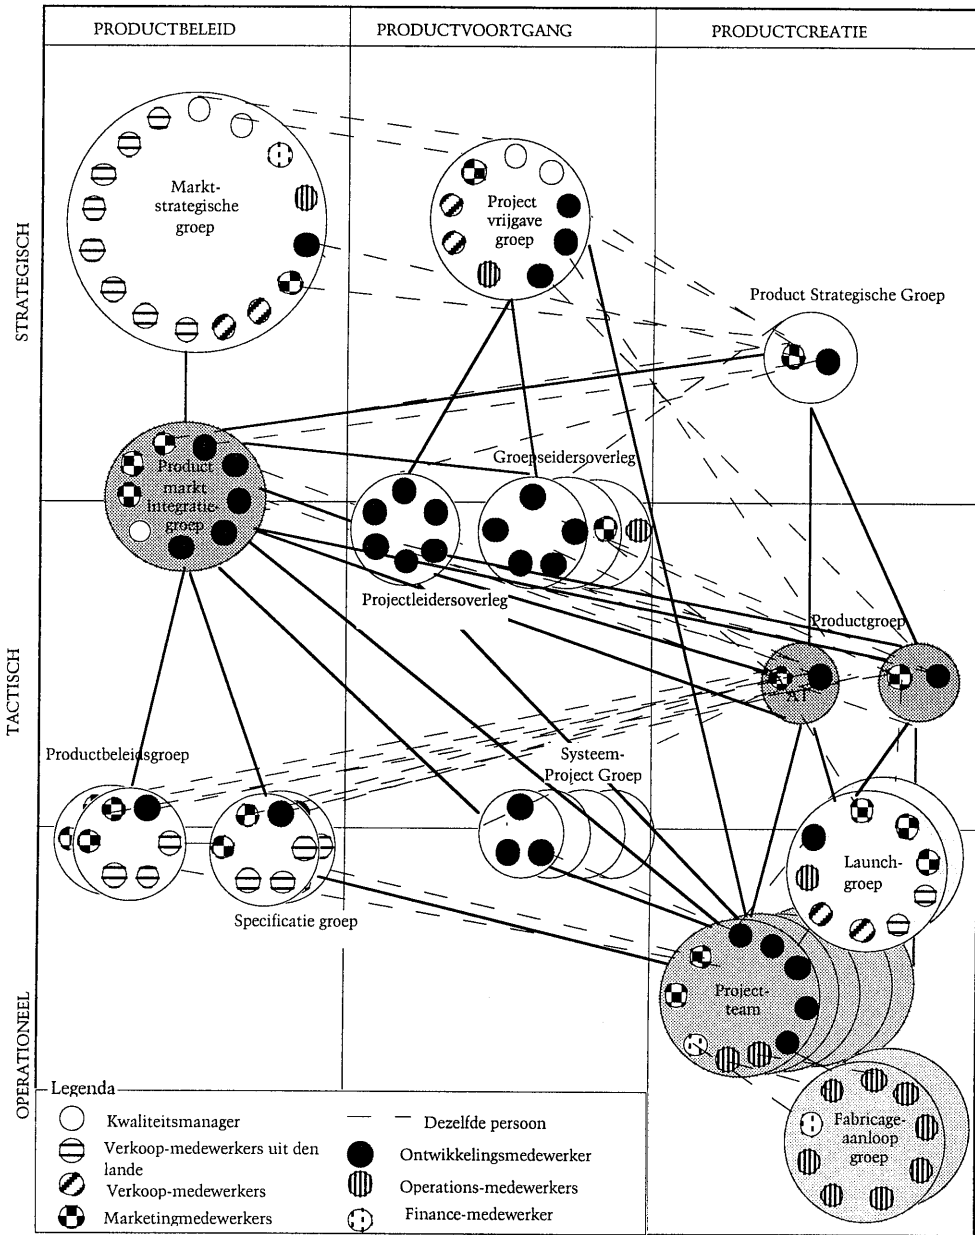 PRODUCTBELEID
PRODUCTVOORTGANG
PRODUCTCREATIE
STRATEGISCH
Markt-
strategische
groep
Project
vrijgave
groep
Product Strategische Groep
Product
markt
Integratie-
groep
Groepseidersoverleg
Projectleidersoverleg
TACTISCH
Productgroep
Productbeleidsgroep
Specificatie groep
Systeem-
Project Groep
Launch-
groep
OPERATIONEEL
Project-
team
Fabricage-
aanloop
groep
Legenda
Kwaliteitsmanager
Verkoop-medewerkers uit den
lande
Verkoop-medewerkers
Marketingmedewerkers
Dezelfde persoon
Ontwikkelingsmedewerker
Operations-medewerkers
Finance-medewerker